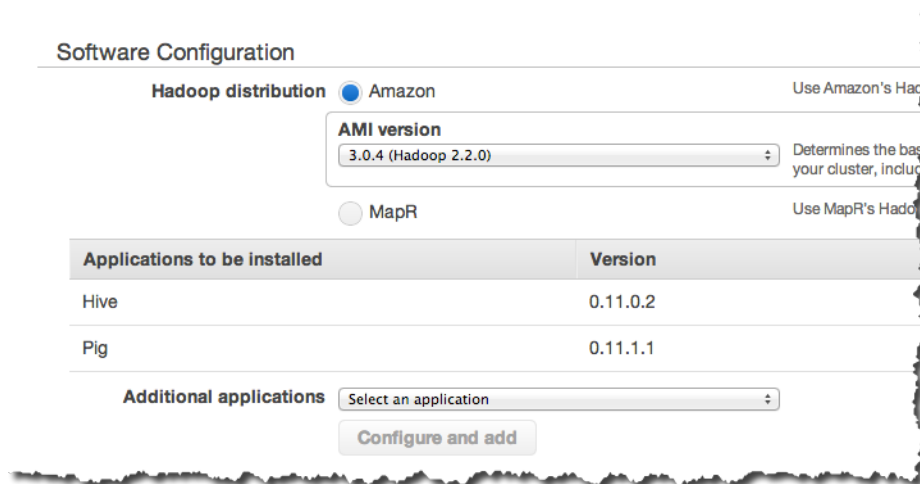 Software Configuration
Hadoop distribution Amazon Use Amazon's
AMI version
3.0.4 (Hadoop 2.2.0) Determines the
your cluster,
MapR Use MapR's
Applications to be installed Version
Hive 0.11.0.2
Pig 0.11.1.1
Additional applications Select an application
Configure and add